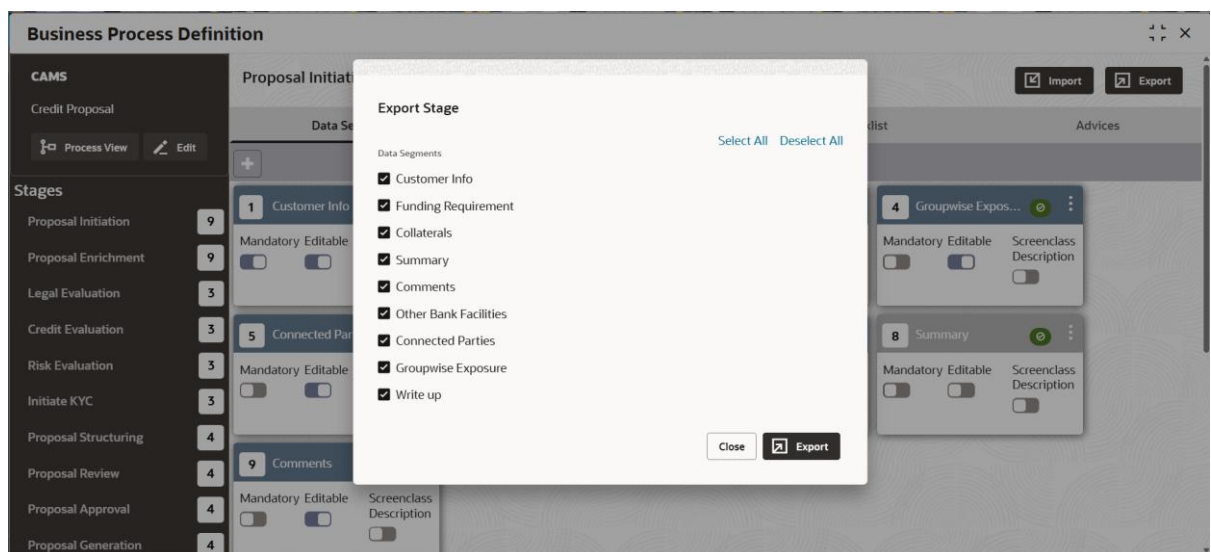 Business Process Definition
CAMS
Credit Proposal
Process View Edit
Stages
Proposal Initiation 9
Proposal Enrichment 9
Legal Evaluation 3
Credit Evaluation 3
Risk Evaluation 3
Initiate KYC 3
Proposal Structuring 4
Proposal Review 4
Proposal Approval 4
Proposal Generation 4
Proposal Initiati
Import Export
Data Se
dlist
Advices
1 Customer Info
Mandatory Editable
5 Connected Par
Mandatory Editable
9 Comments
Mandatory Editable Screenclass
Description
4 Groupwise Expos...
Mandatory Editable Screenclass
Description
8 Summary
Mandatory Editable Screenclass
Description
Export Stage
Select All Deselect All
Data Segments
Customer Info
Funding Requirement
Collaterals
Summary
Comments
Other Bank Facilities
Connected Parties
Groupwise Exposure
Write up
Close Export